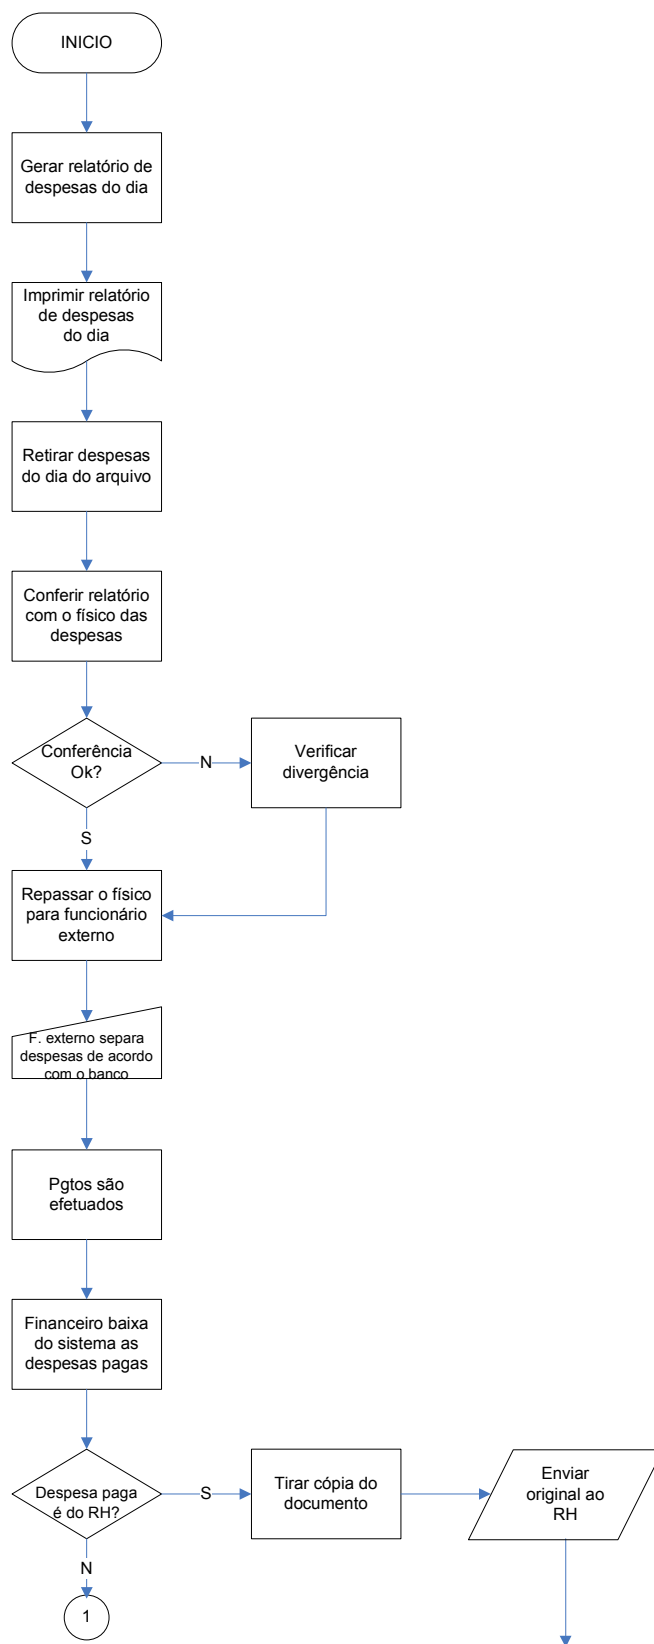 INICIO
Gerar relatório de
despesas do dia
Imprimir relatório
de despesas
do dia
Retirar despesas
do dia do arquivo
Conferir relatório
com o físico das
despesas
Conferência
Ok?
N
Verificar
divergência
S
Repassar o físico
para funcionário
externo
F. externo separa
despesas de acordo
com o banco
Pgtos são
efetuados
Financeiro baixa
do sistema as
despesas pagas
Despesa paga
é do RH?
S
Tirar cópia do
documento
Enviar
original ao
RH
N
1